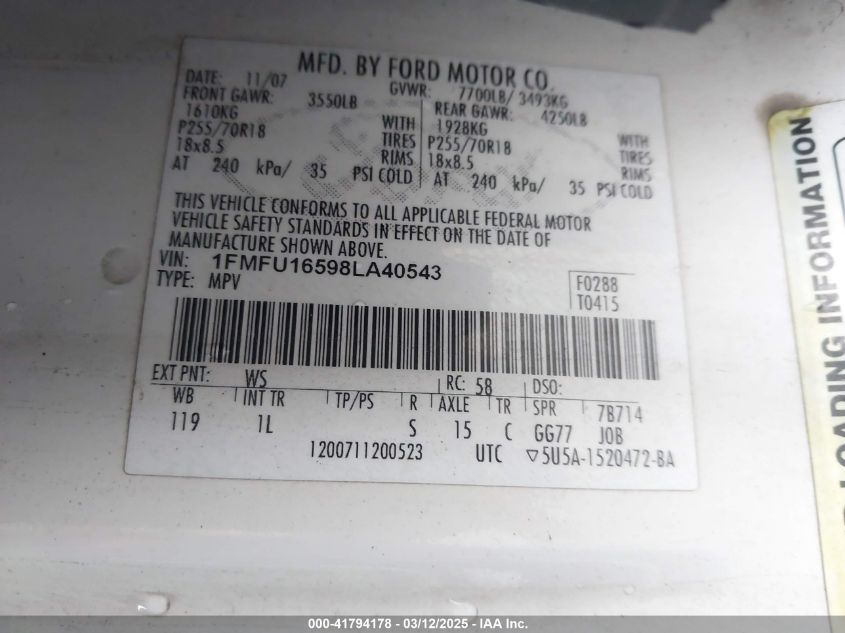 MFD. BY FORD MOTOR CO.
DATE: 11/07 GVWR: 7700LB/ 3493KG
FRONT GAWR: 3550LB REAR GAWR: 4250LB
1610KG WITH 1928KG WITH
P255/70R18 TIRES P255/70R18 TIRES
18x8.5 RIMS 18x8.5 RIMS
AT 240 kPa/ 35 PSI COLD AT 240 kPa/ 35 PSI COLD
THIS VEHICLE CONFORMS TO ALL APPLICABLE FEDERAL MOTOR
VEHICLE SAFETY STANDARDS IN EFFECT ON THE DATE OF
MANUFACTURE SHOWN ABOVE.
VIN: 1FMFU16598LA40543
TYPE: MPV F0288
T0415
EXT PNT: WS RC: 58 DSO:
WB INT TR TP/PS R AXLE TR SPR 7B714
119 1L S 15 C GG77 JOB
1200711200523 UTC ▽5U5A-1520472-BA
LOADING INFORMATION
000-41794178 - 03/12/2025 - IAA Inc.